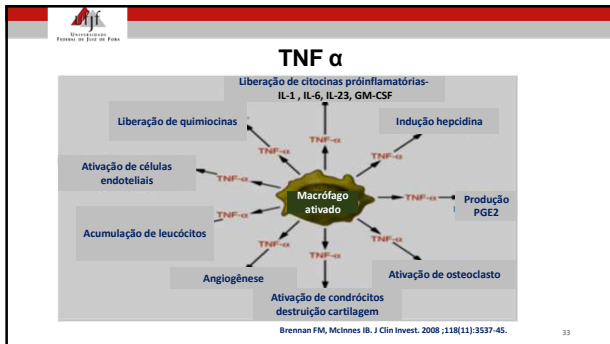 ufjf
UNIVERSIDADE
FEDERAL DE JUIZ DE FORA
TNF α
Liberação de citocinas próinflamatórias-
IL-1 , IL-6, IL-23, GM-CSF
Liberação de quimiocinas
Indução hepcidina
TNF-α
TNF-α
TNF-α
Ativação de células
endoteliais
TNF-α
Macrófago
ativado
TNF-α
Produção
PGE2
Acumulação de leucócitos
TNF-α
TNF-α
TNF-α
TNF-α
Angiogênese
Ativação de osteoclasto
Ativação de condrócitos
destruição cartilagem
Brennan FM, McInnes IB. J Clin Invest. 2008 ;118(11):3537-45.
33